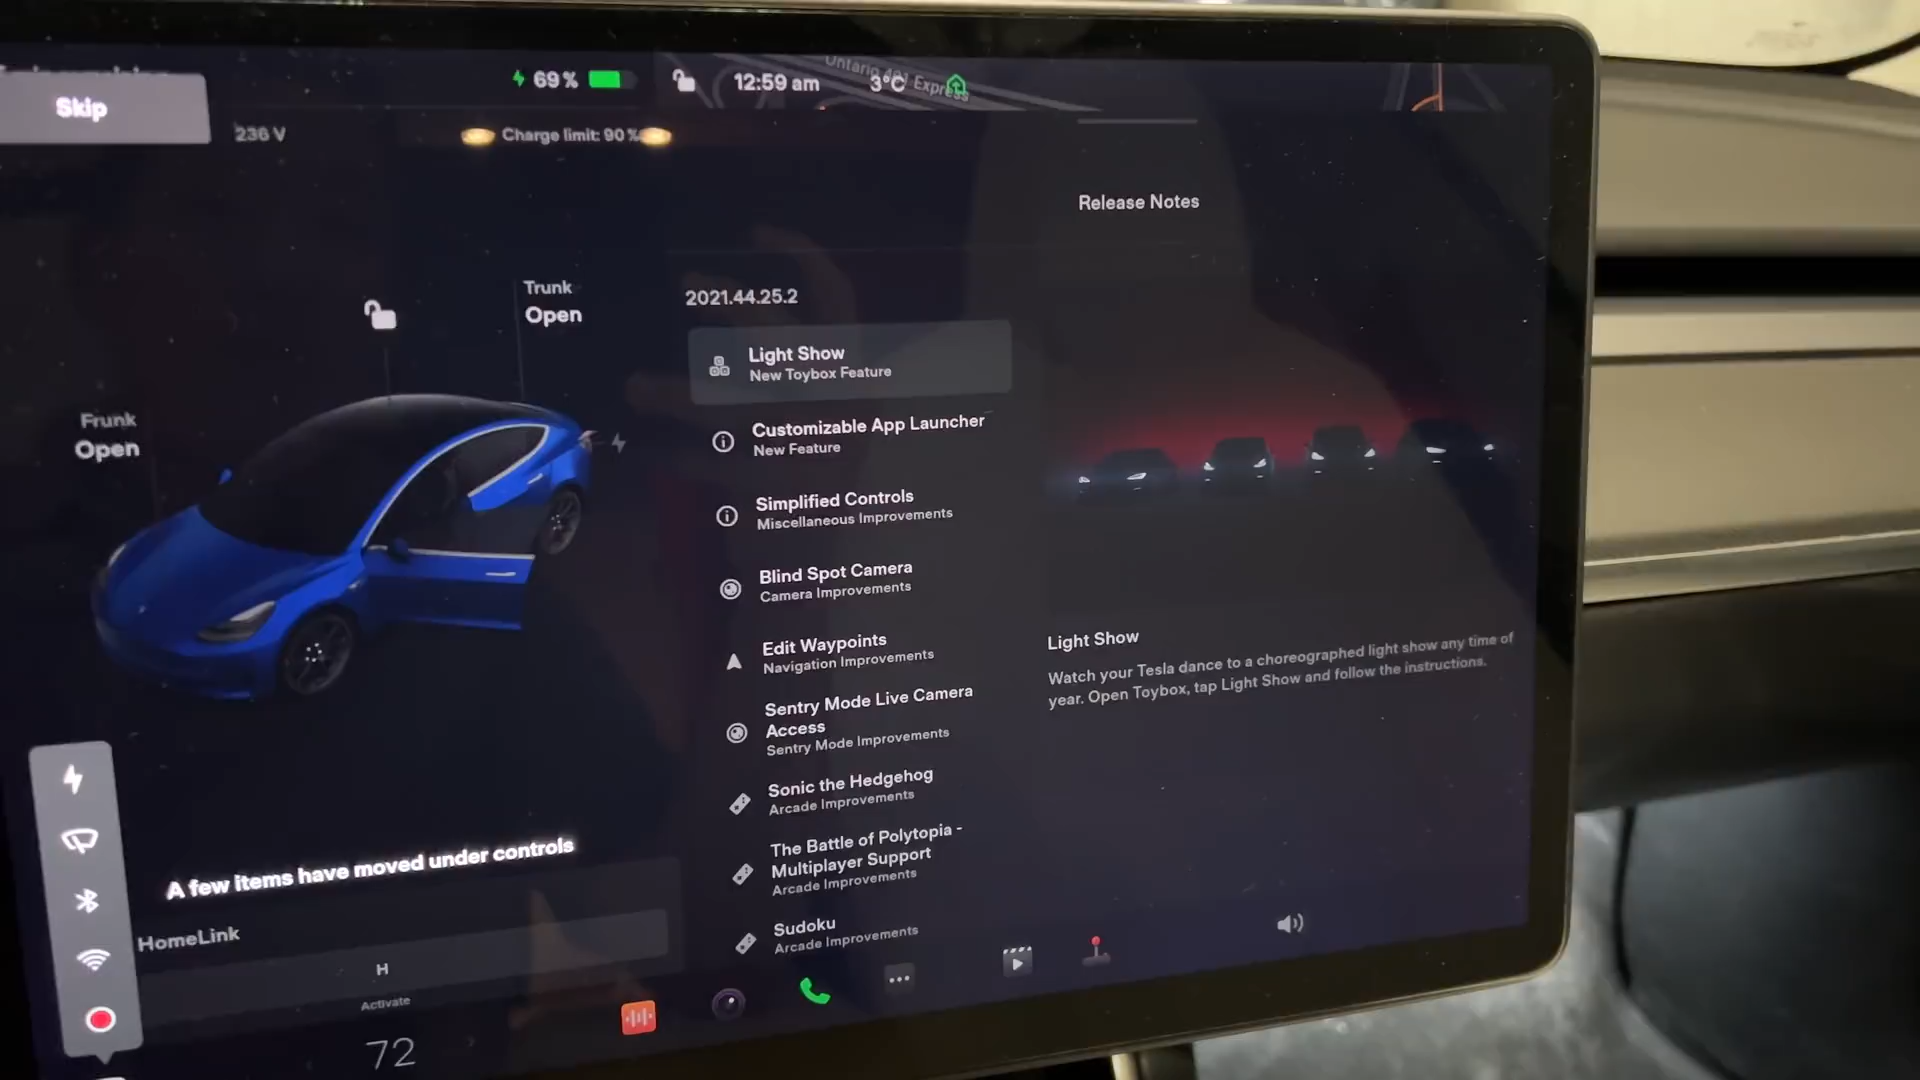 Skip
69%
12:59 am
3°C
Ontario 401 Express
236 V
Charge limit: 90%
Release Notes
Trunk
Open
Frunk
Open
2021.44.25.2
Light Show
New Toybox Feature
Customizable App Launcher
New Feature
Simplified Controls
Miscellaneous Improvements
Blind Spot Camera
Camera Improvements
Edit Waypoints
Navigation Improvements
Sentry Mode Live Camera
Access
Sentry Mode Improvements
Sonic the Hedgehog
Arcade Improvements
The Battle of Polytopia -
Multiplayer Support
Arcade Improvements
Sudoku
Arcade Improvements
Light Show
Watch your Tesla dance to a choreographed light show any time of
year. Open Toybox, tap Light Show and follow the instructions.
A few items have moved under controls
HomeLink
H
Activate
72